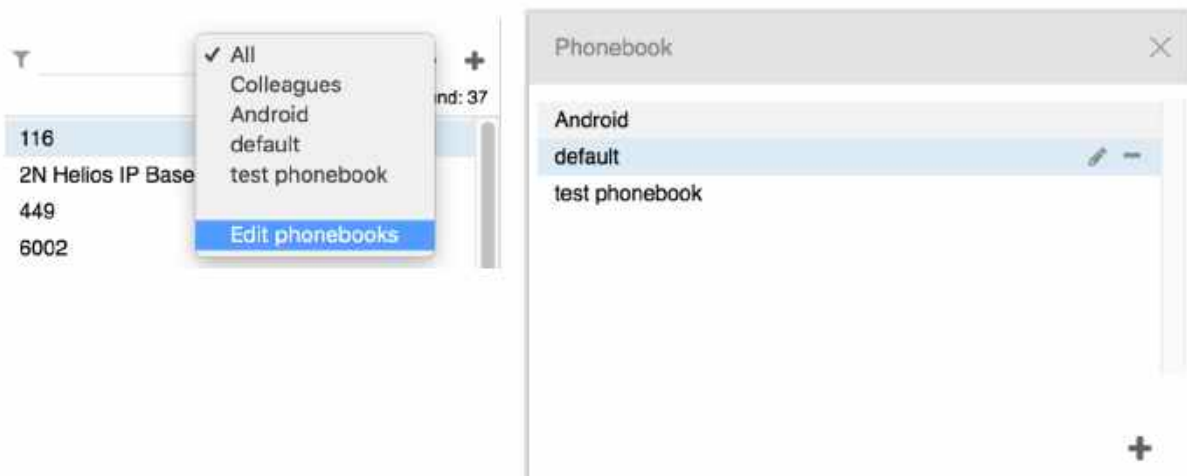 ✓ All
Colleagues
Android
default
test phonebook
Edit phonebooks
nd: 37
116
2N Helios IP Base
449
6002
Phonebook
Android
default
test phonebook